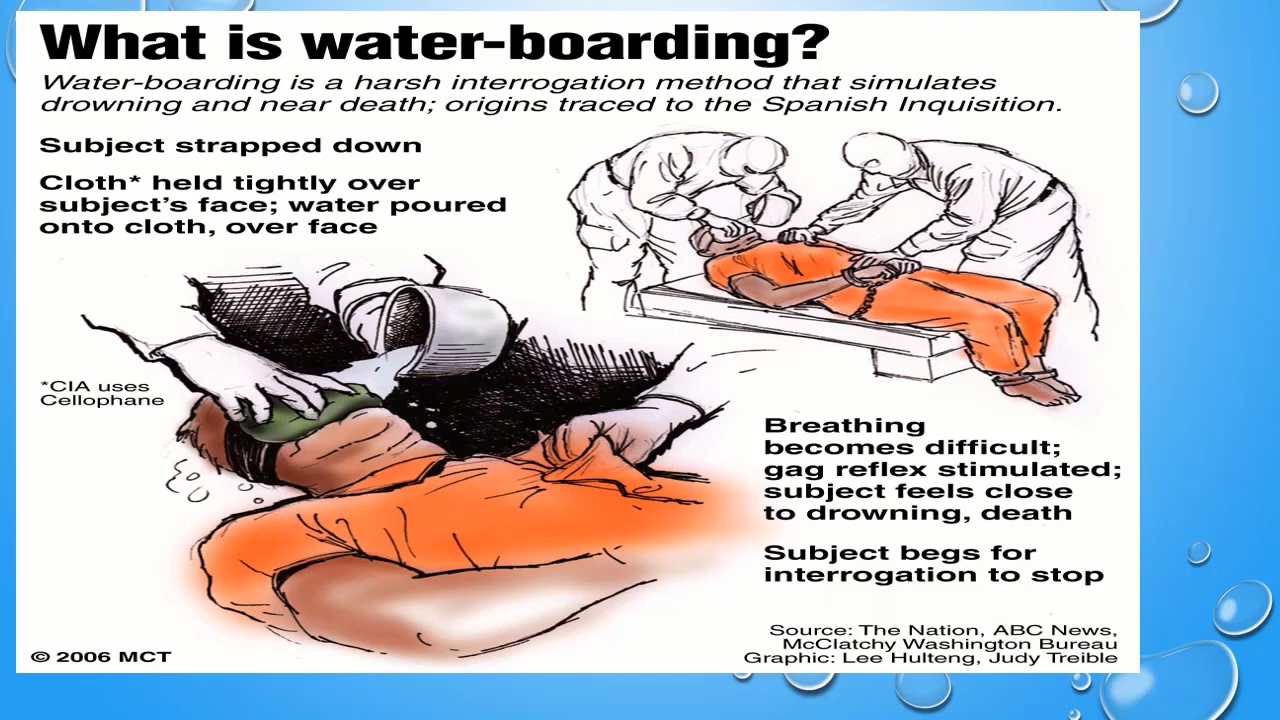 What is water-boarding?
Water-boarding is a harsh interrogation method that simulates
drowning and near death; origins traced to the Spanish Inquisition.
Subject strapped down
Cloth* held tightly over
subject's face; water poured
onto cloth, over face
*CIA uses
Cellophane
Breathing
becomes difficult;
gag reflex stimulated;
subject feels close
to drowning, death
Subject begs for
interrogation to stop
Source: The Nation, ABC News,
McClatchy Washington Bureau
Graphic: Lee Hulteng, Judy Treible
© 2006 MCT